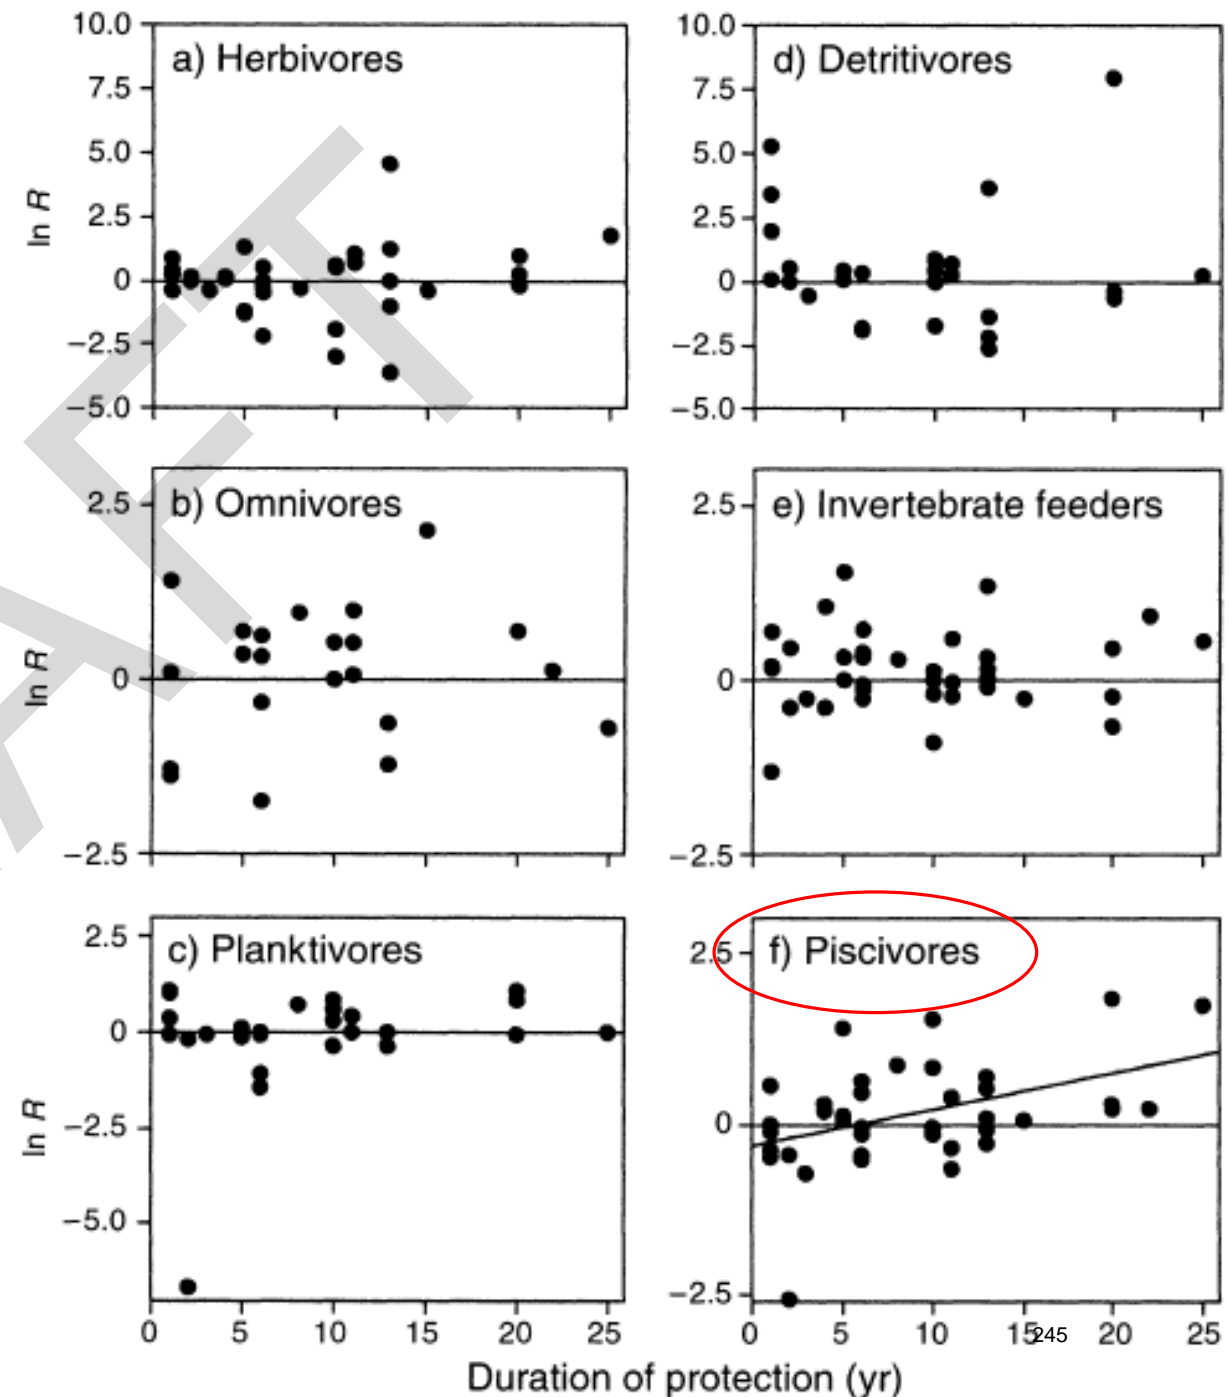 10.0
7.5
5.0
2.5
0
−2.5
−5.0
ln R
a) Herbivores
10.0
7.5
5.0
2.5
0
−2.5
−5.0
d) Detritivores
2.5
0
−2.5
ln R
b) Omnivores
2.5
0
−2.5
e) Invertebrate feeders
2.5
0
−2.5
−5.0
ln R
c) Planktivores
0 5 10 15 20 25
2.5
0
−2.5
f) Piscivores
0 5 10 15 20 25
245
Duration of protection (yr)
AFT